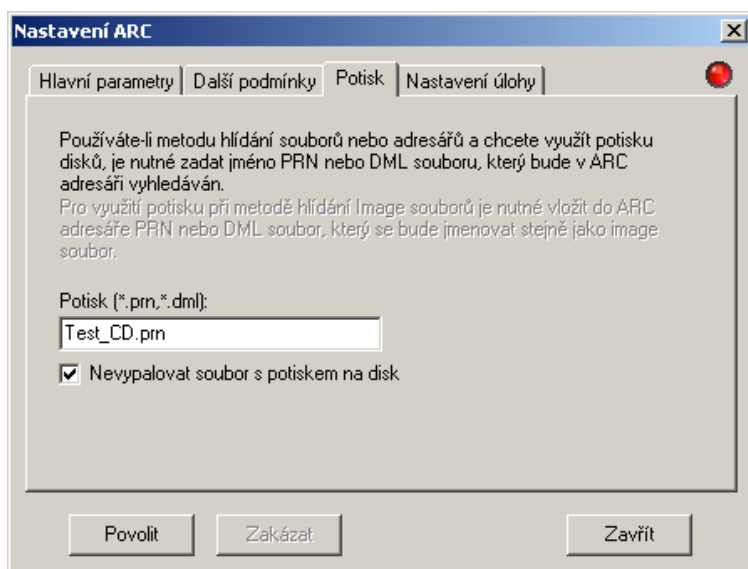 Nastavení ARC
Hlavní parametry
Další podmínky
Potisk
Nastavení úlohy
Používáte-li metodu hlídání souborů nebo adresářů a chcete využít potisku
disků, je nutné zadat jméno PRN nebo DML souboru, který bude v ARC
adresáři vyhledáván.
Pro využití potisku při metodě hlídání Image souborů je nutné vložit do ARC
adresáře PRN nebo DML soubor, který se bude jmenovat stejně jako image
soubor.
Potisk (*.prn,*.dml):
Test_CD.prn
Nevypalovat soubor s potiskem na disk
Povolit
Zakázat
Zavřít